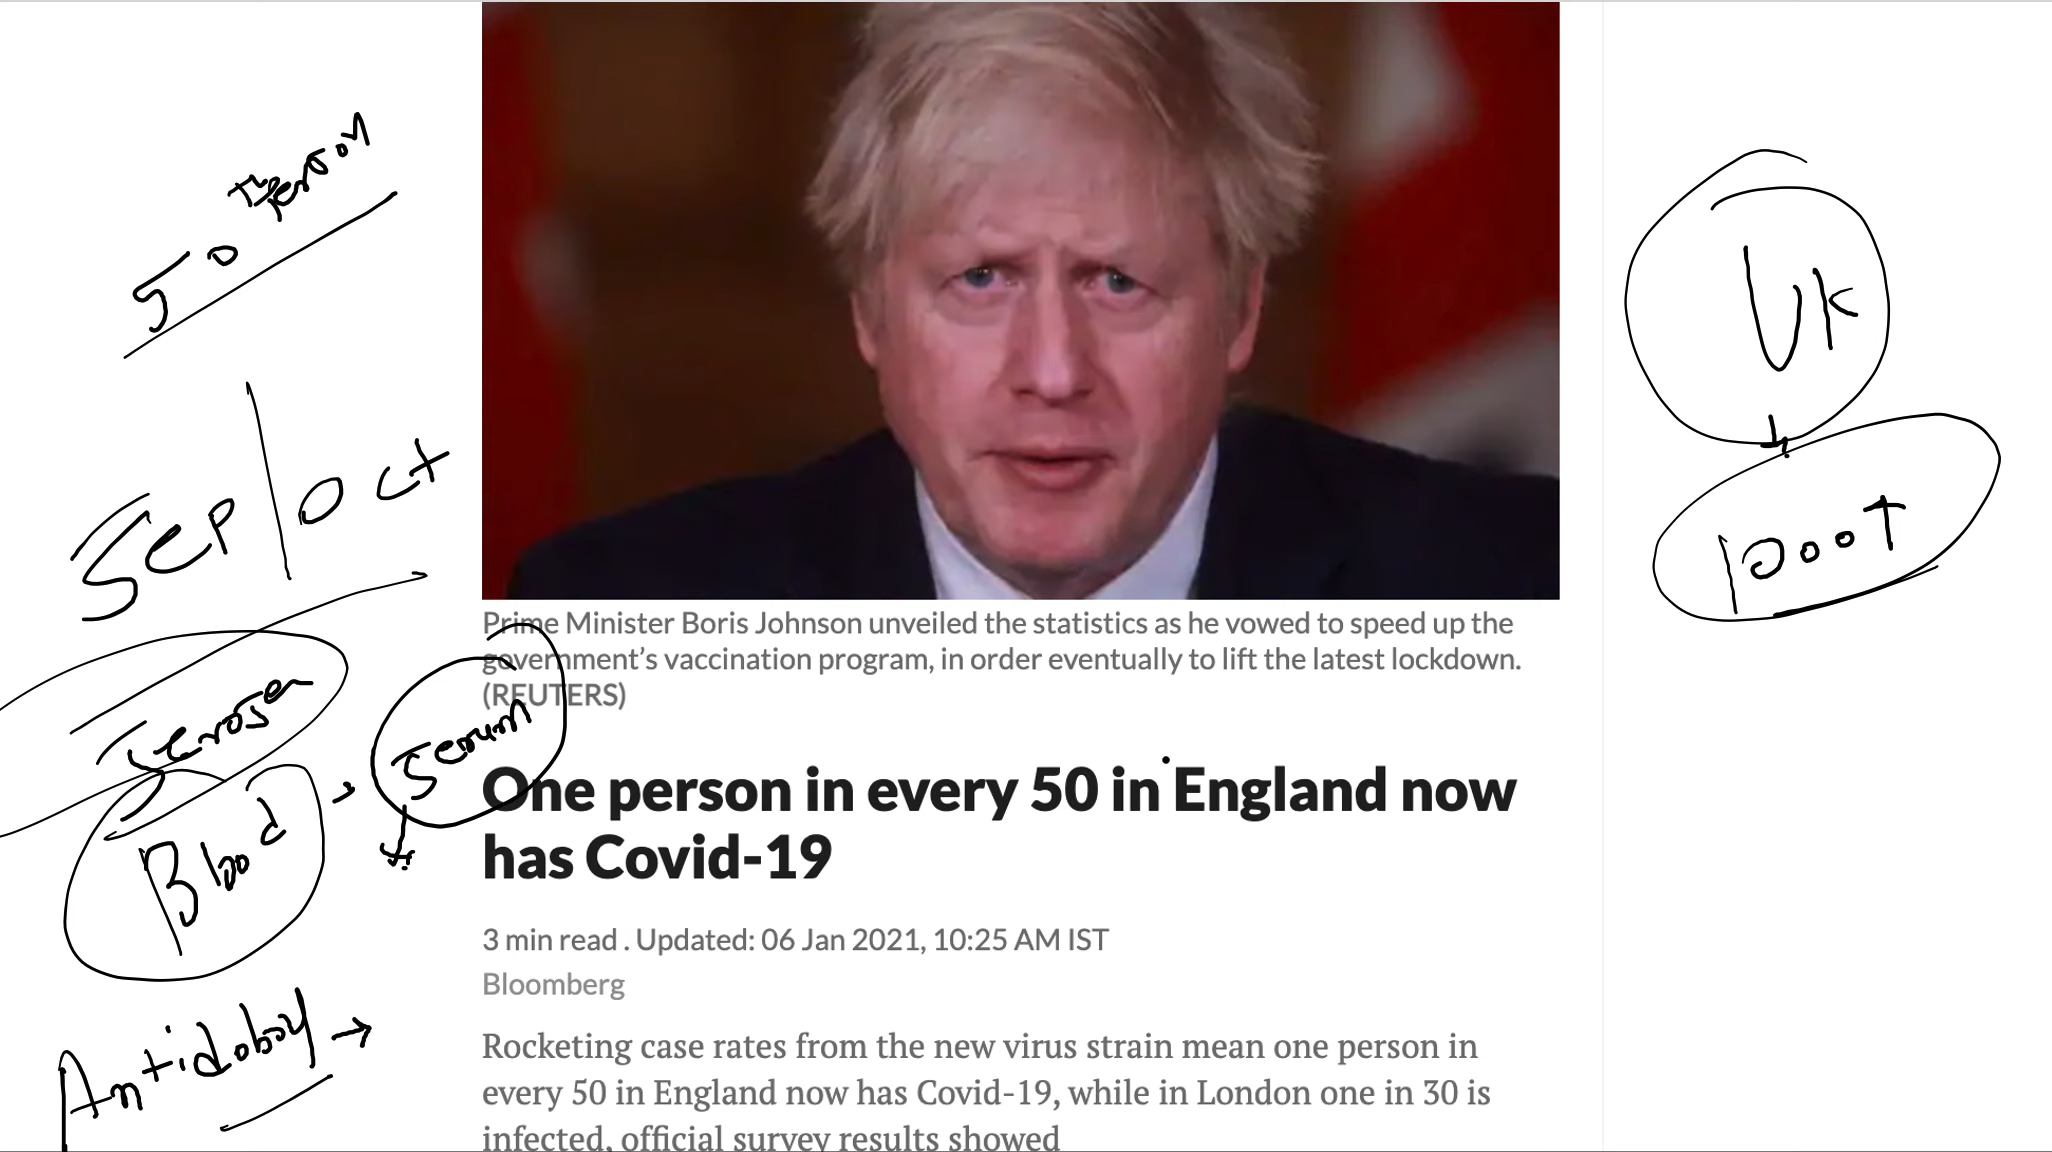 50
Person
Sep/Oct
Serum
Blood
Antidoboy →
UK
Prime Minister Boris Johnson unveiled the statistics as he vowed to speed up the
government's vaccination program, in order eventually to lift the latest lockdown.
(REUTERS)
One person in every 50 in England now
has Covid-19
3 min read . Updated: 06 Jan 2021, 10:25 AM IST
Bloomberg
Rocketing case rates from the new virus strain mean one person in
every 50 in England now has Covid-19, while in London one in 30 is
infected, official survey results showed